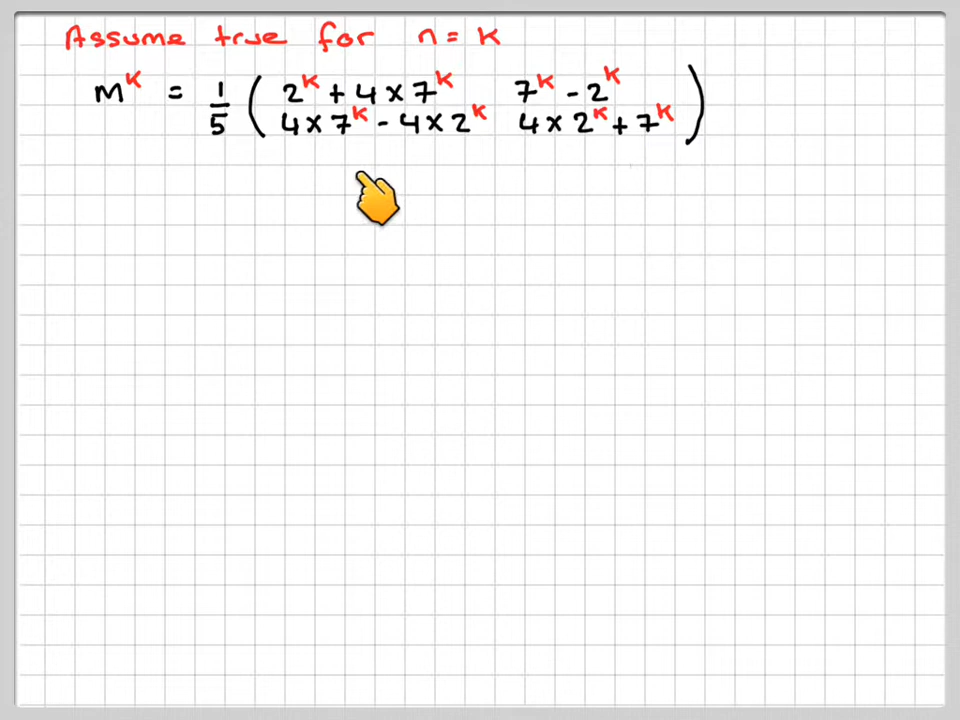 Assume true for n = k
M^k = 1/5 ( 2^k + 4 × 7^k   7^k - 2^k
4 × 7^k - 4 × 2^k   4 × 2^k + 7^k )